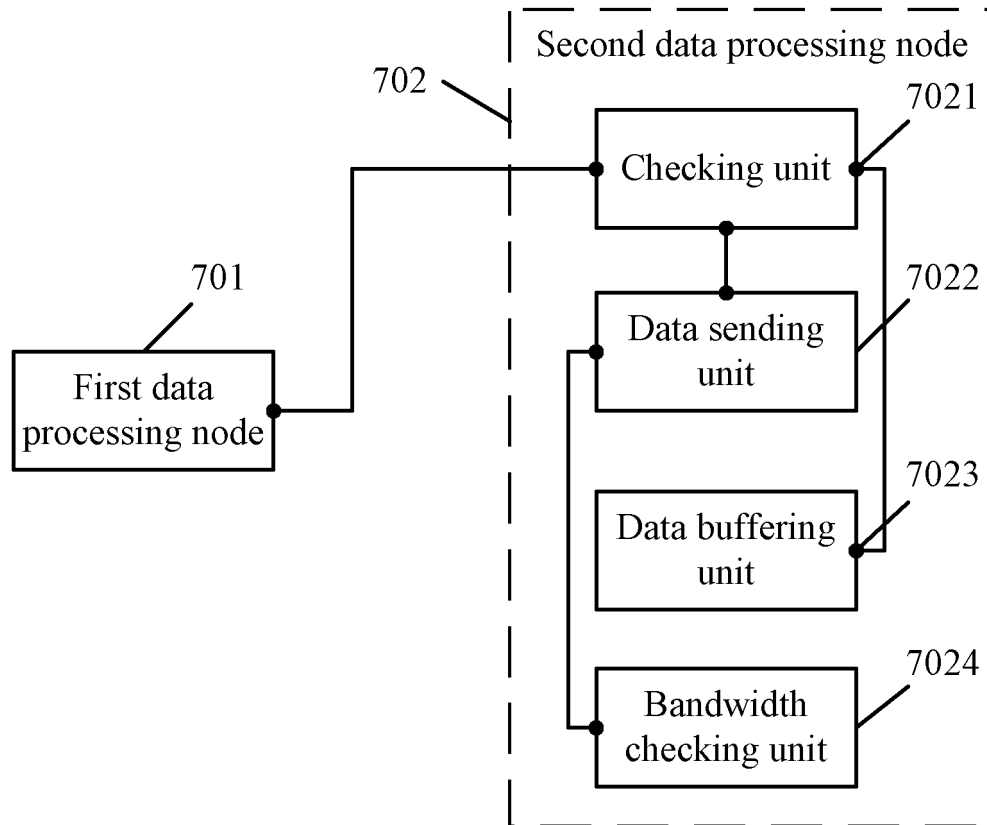 Second data processing node
702
7021
Checking unit
701
7022
Data sending
unit
First data
processing node
7023
Data buffering
unit
7024
Bandwidth
checking unit